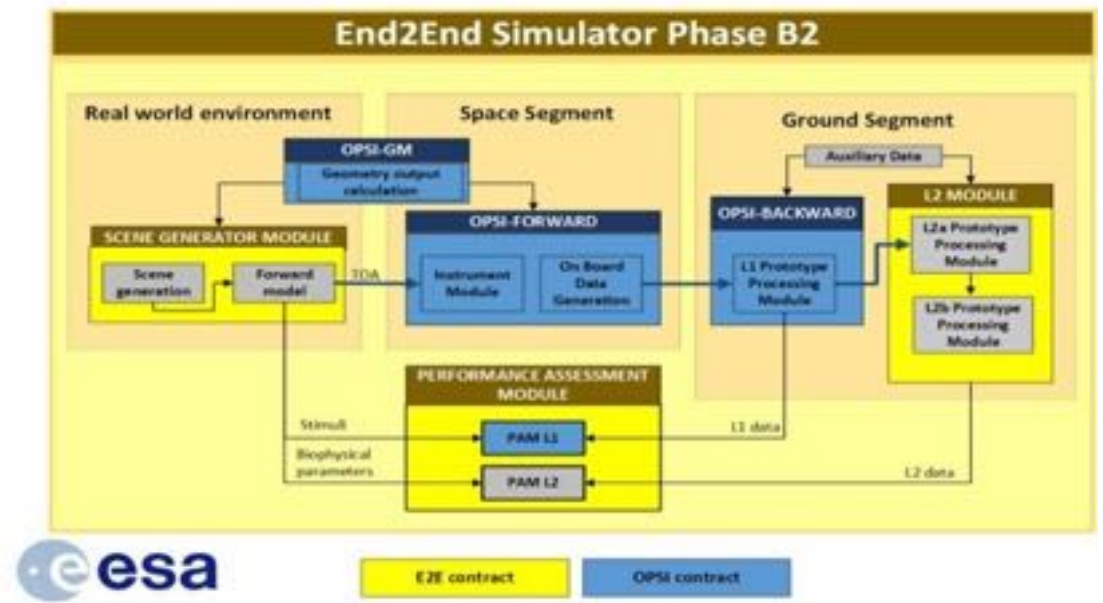 End2End Simulator Phase B2
Real world environment
Space Segment
Ground Segment
OPSI-GM
Geometry output
calculation
Auxiliary Data
SCENE GENERATOR MODULE
Scene
generation
Forward
model
TOA
OPSI-FORWARD
Instrument
Module
On Board
Data
Generation
OPSI-BACKWARD
L1 Prototype
Processing
Module
L2 MODULE
L2a Prototype
Processing
Module
L2b Prototype
Processing
Module
PERFORMANCE ASSESSMENT
MODULE
Stimuli
PAM L1
L1 data
Biophysical
parameters
PAM L2
L2 data
esa
E2E contract
OPSI contract